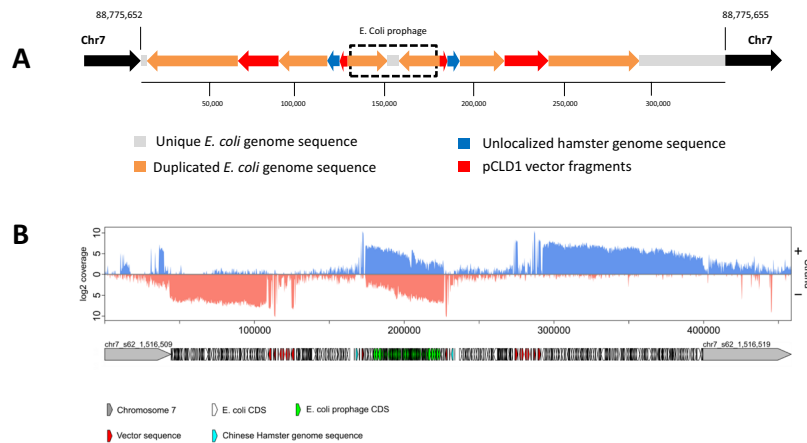 88,775,652
88,775,655
Chr7
E. Coli prophage
Chr7
A
50,000
100,000
150,000
200,000
250,000
300,000
Unique E. coli genome sequence
Unlocalized hamster genome sequence
Duplicated E. coli genome sequence
pCLD1 vector fragments
B
log2 coverage
10
5
0
5
10
+
−
100000
200000
300000
400000
chr7_s62_1,516,509
chr7_s62_1,516,519
Chromosome 7
E. coli CDS
E. coli prophage CDS
Vector sequence
Chinese Hamster genome sequence